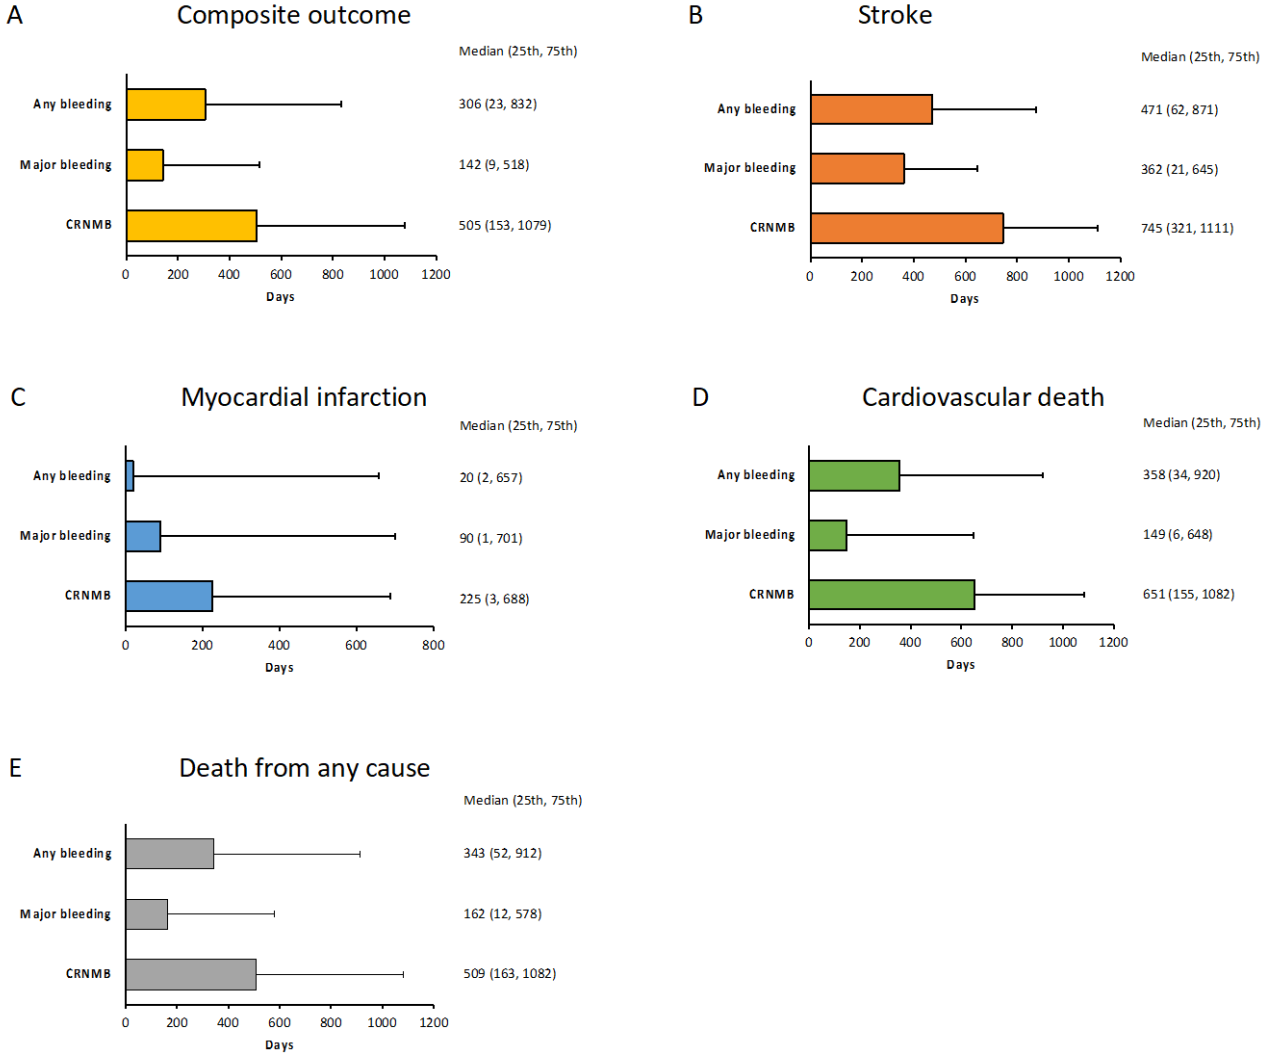 A
Composite outcome
Median (25th, 75th)
Any bleeding
306 (23, 832)
Major bleeding
142 (9, 518)
CRNMB
505 (153, 1079)
0 200 400 600 800 1000 1200
Days
B
Stroke
Median (25th, 75th)
Any bleeding
471 (62, 871)
Major bleeding
362 (21, 645)
CRNMB
745 (321, 1111)
0 200 400 600 800 1000 1200
Days
C
Myocardial infarction
Median (25th, 75th)
Any bleeding
20 (2, 657)
Major bleeding
90 (1, 701)
CRNMB
225 (3, 688)
0 200 400 600 800
Days
D
Cardiovascular death
Median (25th, 75th)
Any bleeding
358 (34, 920)
Major bleeding
149 (6, 648)
CRNMB
651 (155, 1082)
0 200 400 600 800 1000 1200
Days
E
Death from any cause
Median (25th, 75th)
Any bleeding
343 (52, 912)
Major bleeding
162 (12, 578)
CRNMB
509 (163, 1082)
0 200 400 600 800 1000 1200
Days